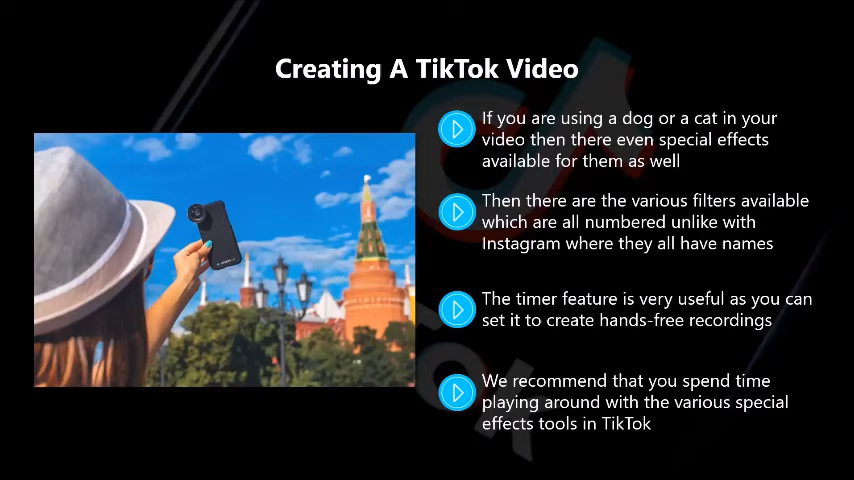 Creating A TikTok Video
If you are using a dog or a cat in your
video then there even special effects
available for them as well
Then there are the various filters available
which are all numbered unlike with
Instagram where they all have names
The timer feature is very useful as you can
set it to create hands-free recordings
We recommend that you spend time
playing around with the various special
effects tools in TikTok